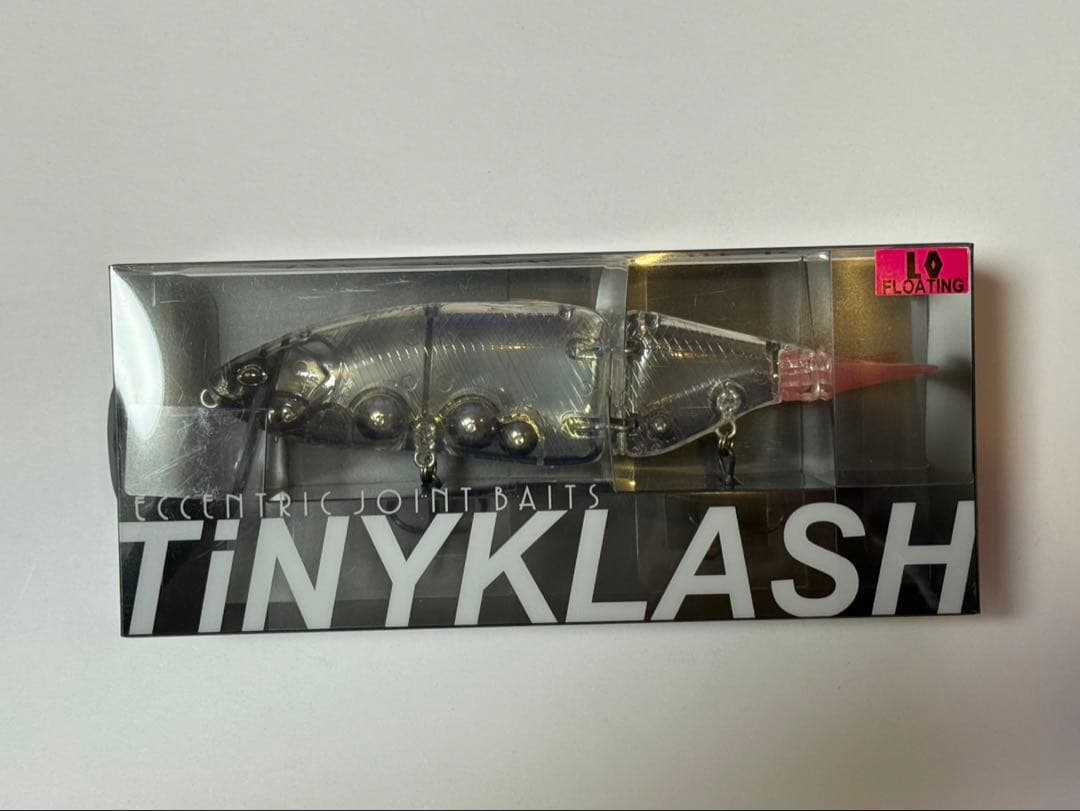 LO
FLOATING
ECCENTRIC JOINT BAITS
TiNYKLASH